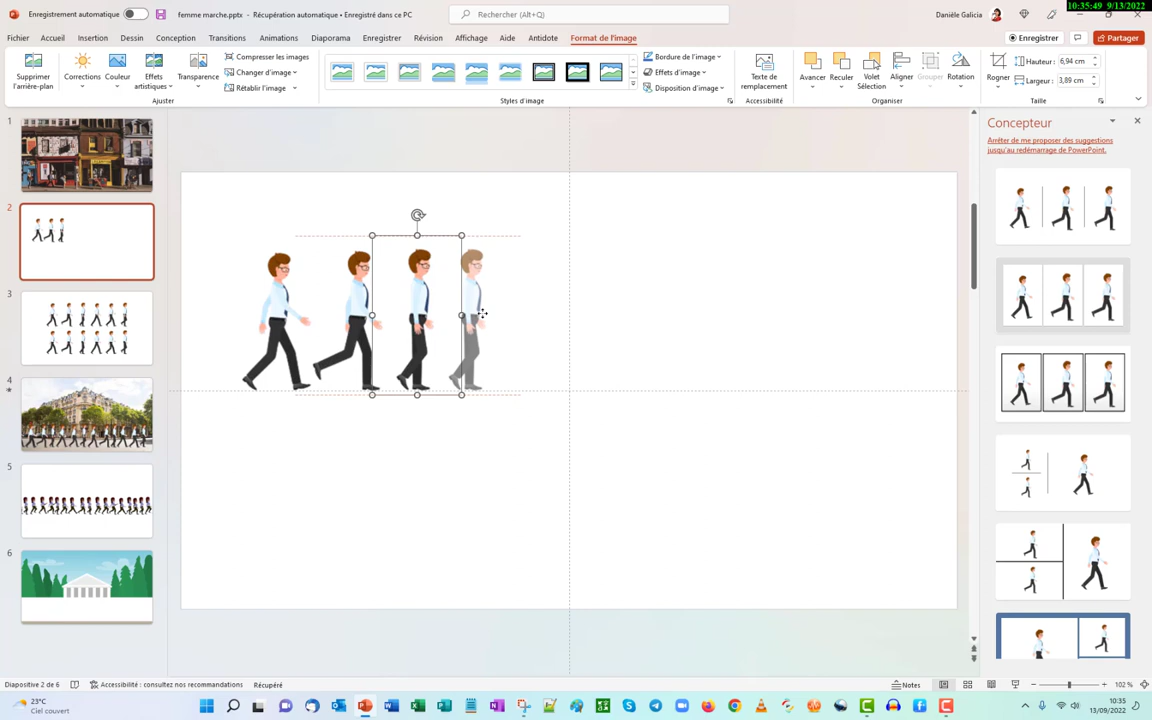 10:35:49 9/13/2022
Enregistrement automatique
femme marche.pptx - Récupération automatique • Enregistré dans ce PC
Rechercher (Alt+G)
Danièle Galicia
Fichier Accueil Insertion Dessin Conception Transitions Animations Diaporama Enregistrer Révision Affichage Aide Antidote Format de l'image
Enregistrer
Partager
Supprimer l'arrière-plan
Corrections
Couleur
Effets artistiques
Transparence
Compresser les images
Changer d'image
Rétablir l'image
Bordure de l'image
Effets d'image
Disposition d'image
Texte de remplacement
Avancer
Reculer
Volet Sélection
Aligner
Grouper
Rotation
Rogner
Hauteur : 6,94 cm
Largeur : 3,89 cm
Ajuster
Styles d'image
Accessibilité
Organiser
Taille
1
2
3
4
5
6
Concepteur
Arrêter de me proposer des suggestions
jusqu'au redémarrage de PowerPoint.
Diapositive 2 de 6
Accessibilité : consultez nos recommandations
Récupéré
Notes
102 %
23°C
Ciel couvert
10:35
13/09/2022